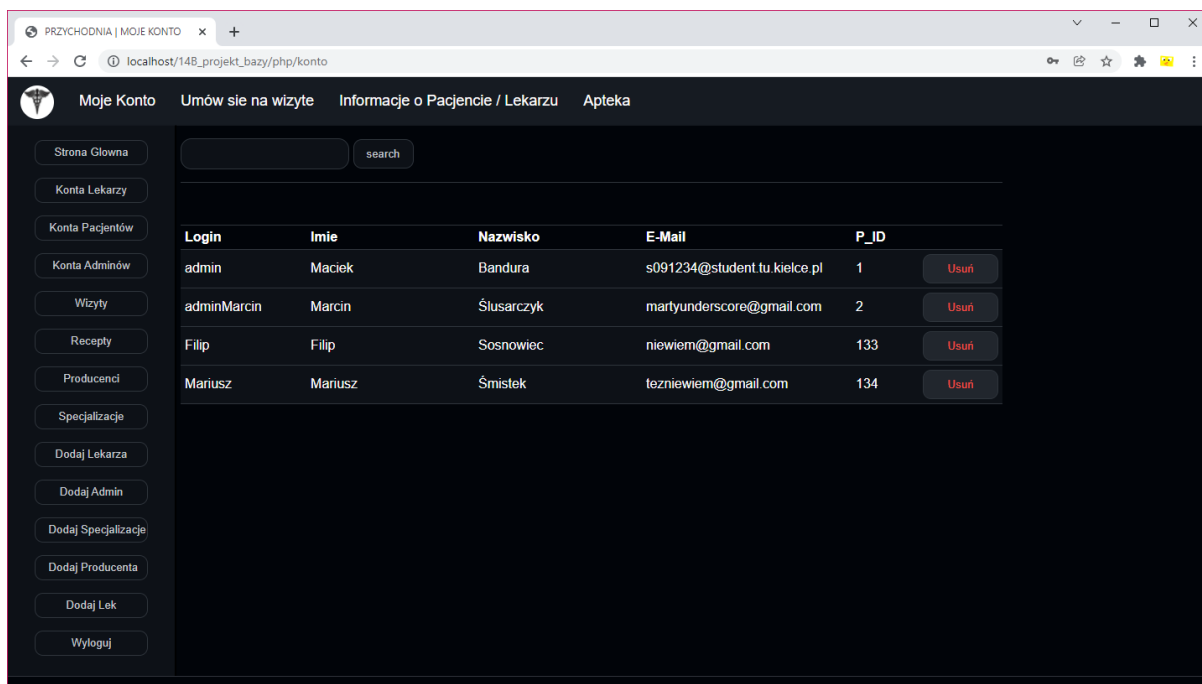 PRZYCHODNIA | MOJE KONTO
localhost/14B_projekt_bazy/php/konto
Moje Konto Umów sie na wizyte Informacje o Pacjencie / Lekarzu Apteka
Strona Glowna
Konta Lekarzy
Konta Pacjentów
Konta Adminów
Wizyty
Recepty
Producenci
Specjalizacje
Dodaj Lekarza
Dodaj Admin
Dodaj Specjalizacje
Dodaj Producenta
Dodaj Lek
Wyloguj
search
Login Imie Nazwisko E-Mail P_ID
admin Maciek Bandura s091234@student.tu.kielce.pl 1 Usuń
adminMarcin Marcin Ślusarczyk martyunderscore@gmail.com 2 Usuń
Filip Filip Sosnowiec niewiem@gmail.com 133 Usuń
Mariusz Mariusz Śmistek tezniewiem@gmail.com 134 Usuń